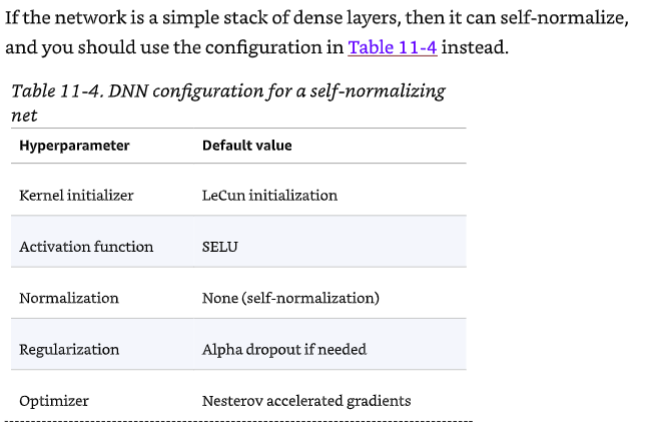 If the network is a simple stack of dense layers, then it can self-normalize,
and you should use the configuration in Table 11-4 instead.
Table 11-4. DNN configuration for a self-normalizing
net
Hyperparameter Default value
Kernel initializer LeCun initialization
Activation function SELU
Normalization None (self-normalization)
Regularization Alpha dropout if needed
Optimizer Nesterov accelerated gradients